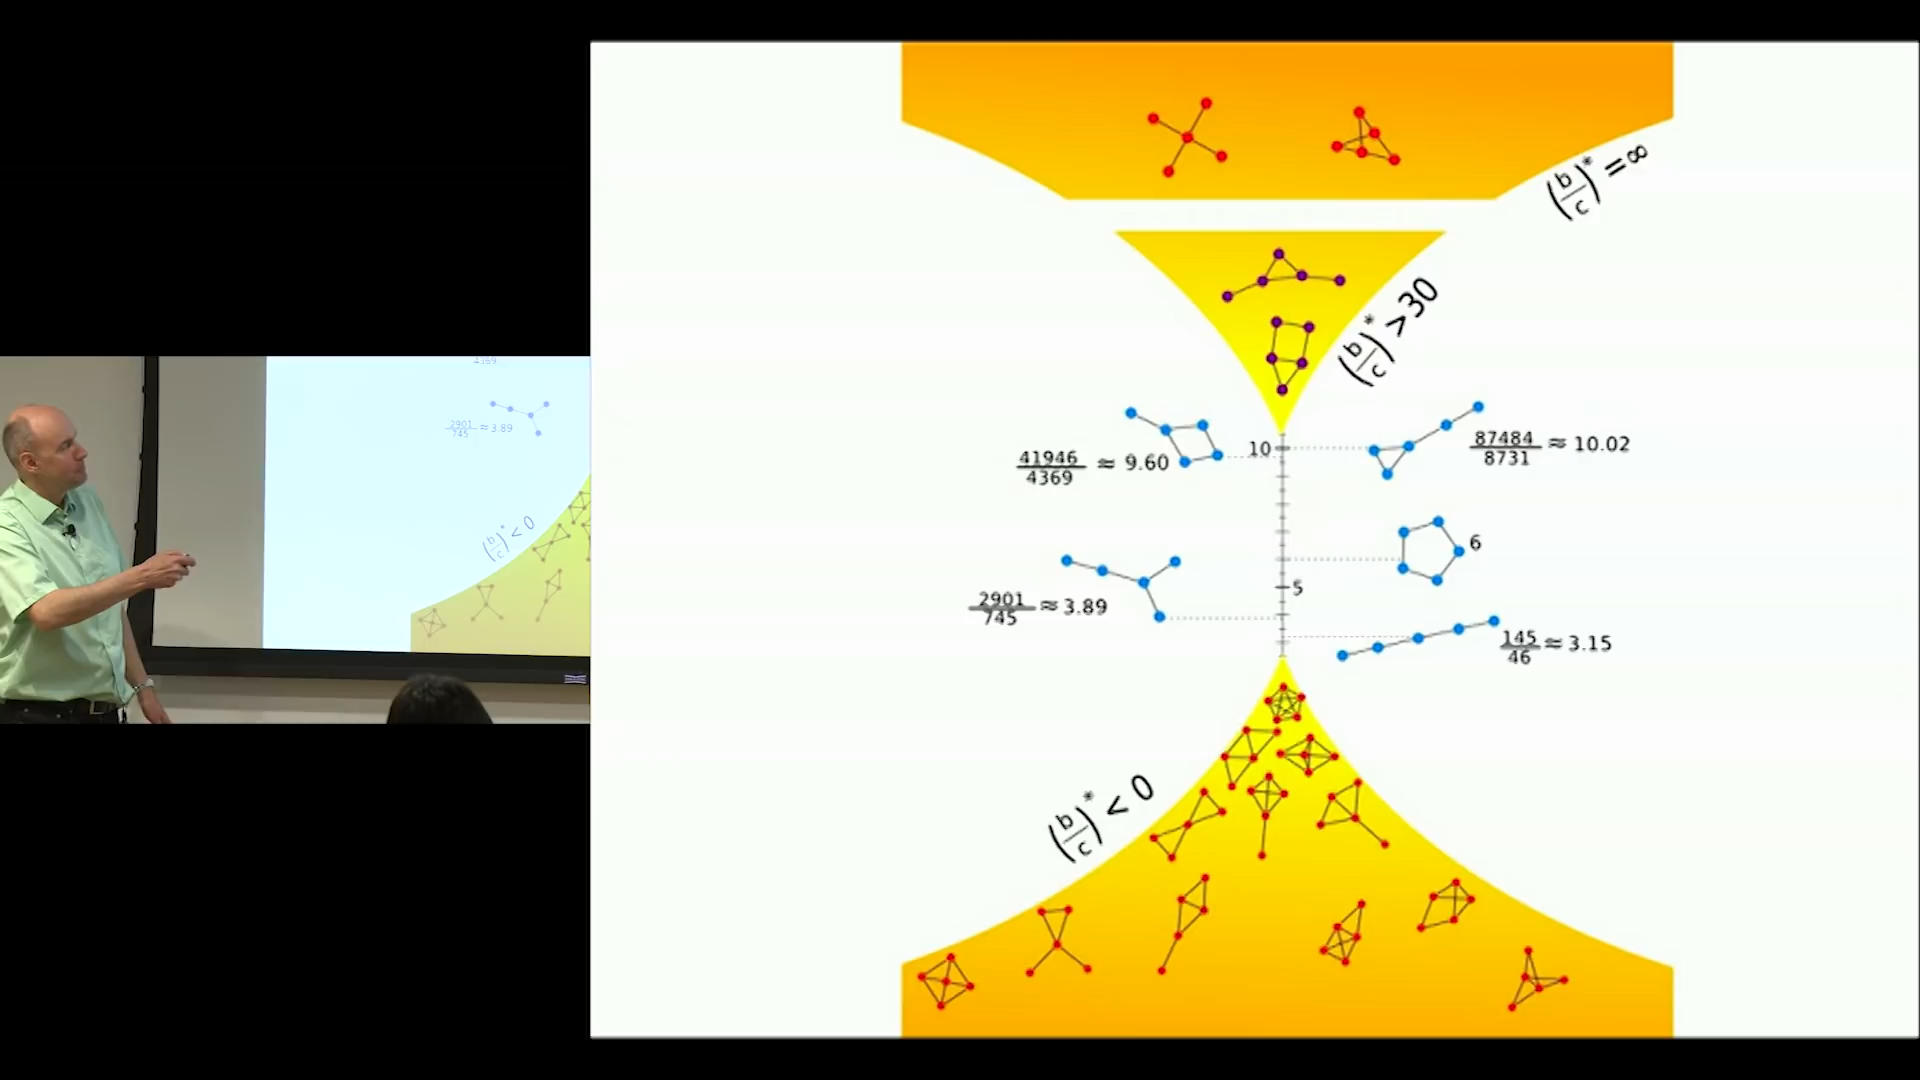 (b/c)* = ∞
(b/c)* > 30
10
41946/4369 ≈ 9.60
87484/8731 ≈ 10.02
6
5
2901/745 ≈ 3.89
145/46 ≈ 3.15
(b/c)* < 0
4369
2901/745 ≈ 3.89
(b/c)* < 0